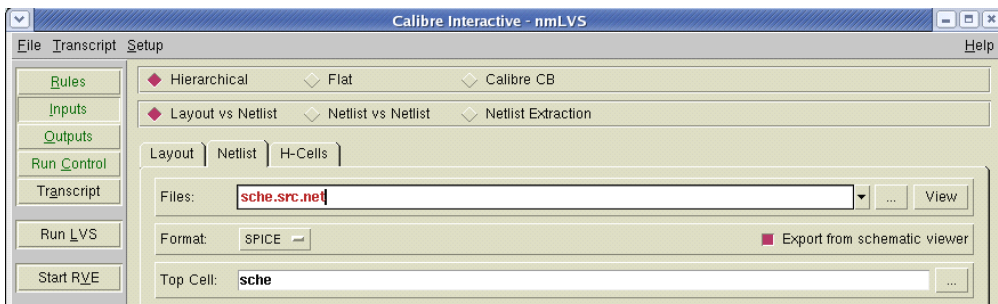 Calibre Interactive - nmLVS
File Transcript Setup Help
Rules
Inputs
Outputs
Run Control
Transcript
Run LVS
Start RVE
Hierarchical Flat Calibre CB
Layout vs Netlist Netlist vs Netlist Netlist Extraction
Layout Netlist H-Cells
Files: sche.src.net ... View
Format: SPICE Export from schematic viewer
Top Cell: sche ...